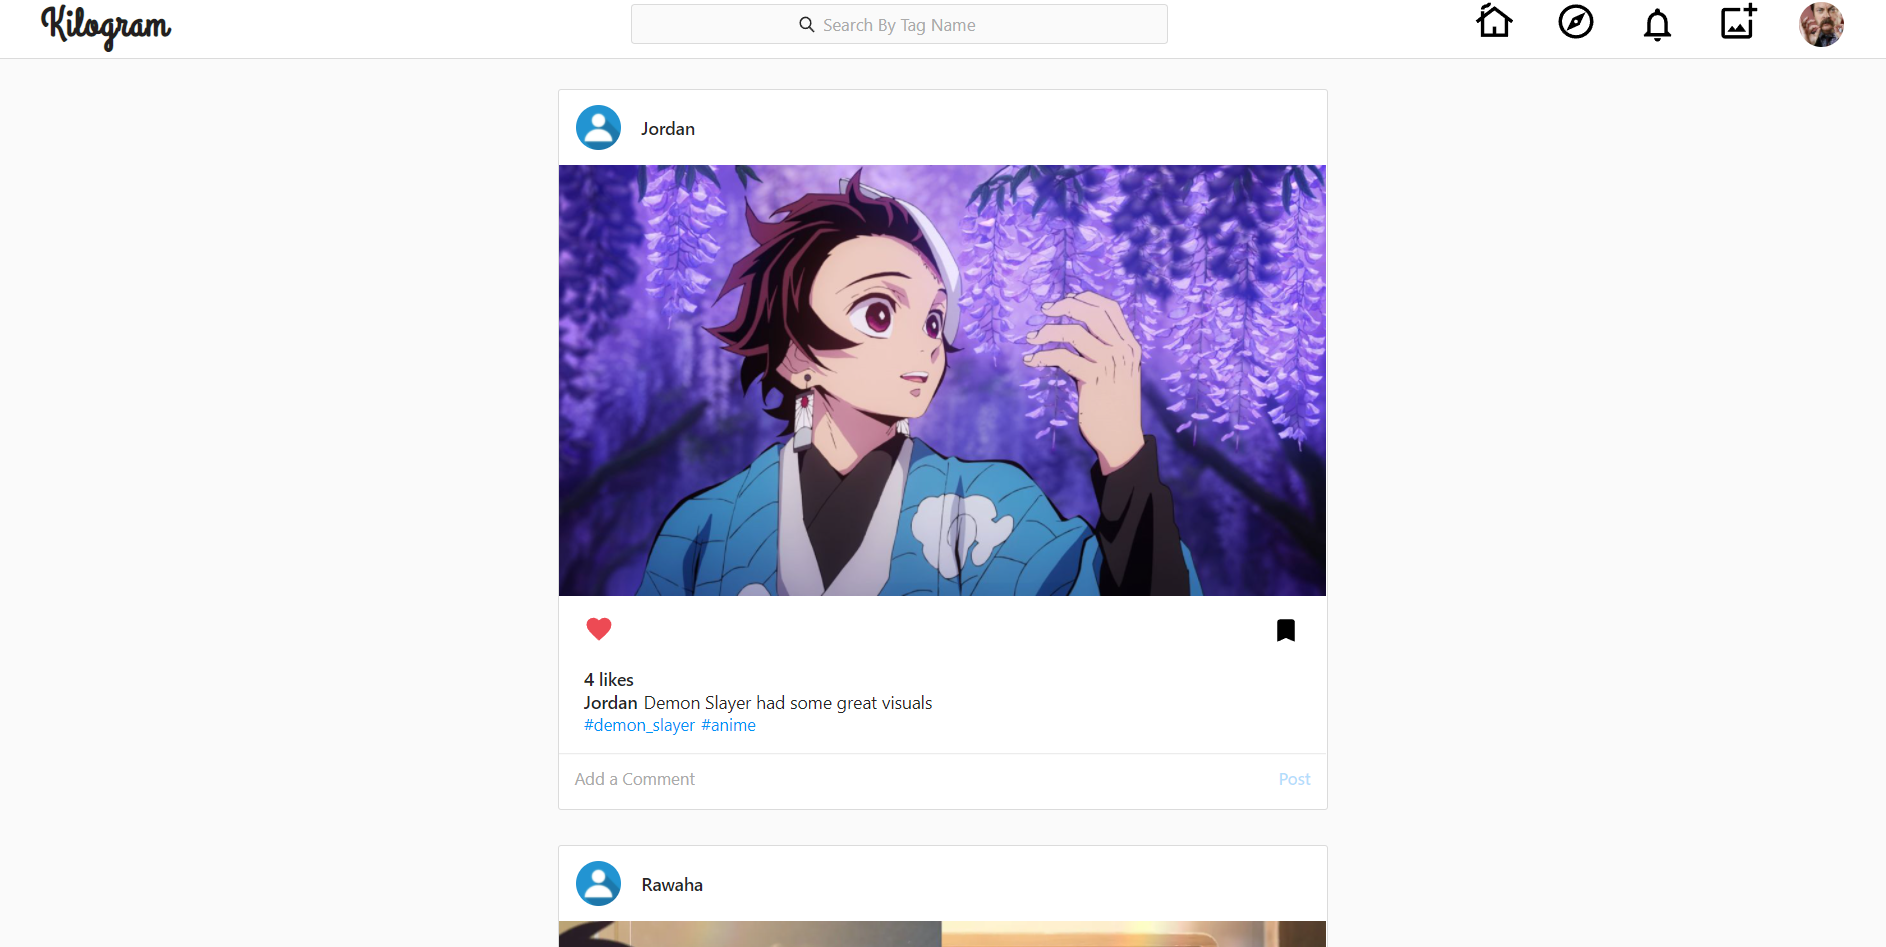 Kilogram
Search By Tag Name
Jordan
4 likes
Jordan Demon Slayer had some great visuals
#demon_slayer #anime
Add a Comment
Post
Rawaha